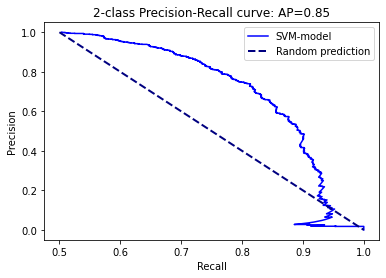 2-class Precision-Recall curve: AP=0.85
SVM-model
Random prediction
Precision
1.0
0.8
0.6
0.4
0.2
0.0
0.5 0.6 0.7 0.8 0.9 1.0
Recall